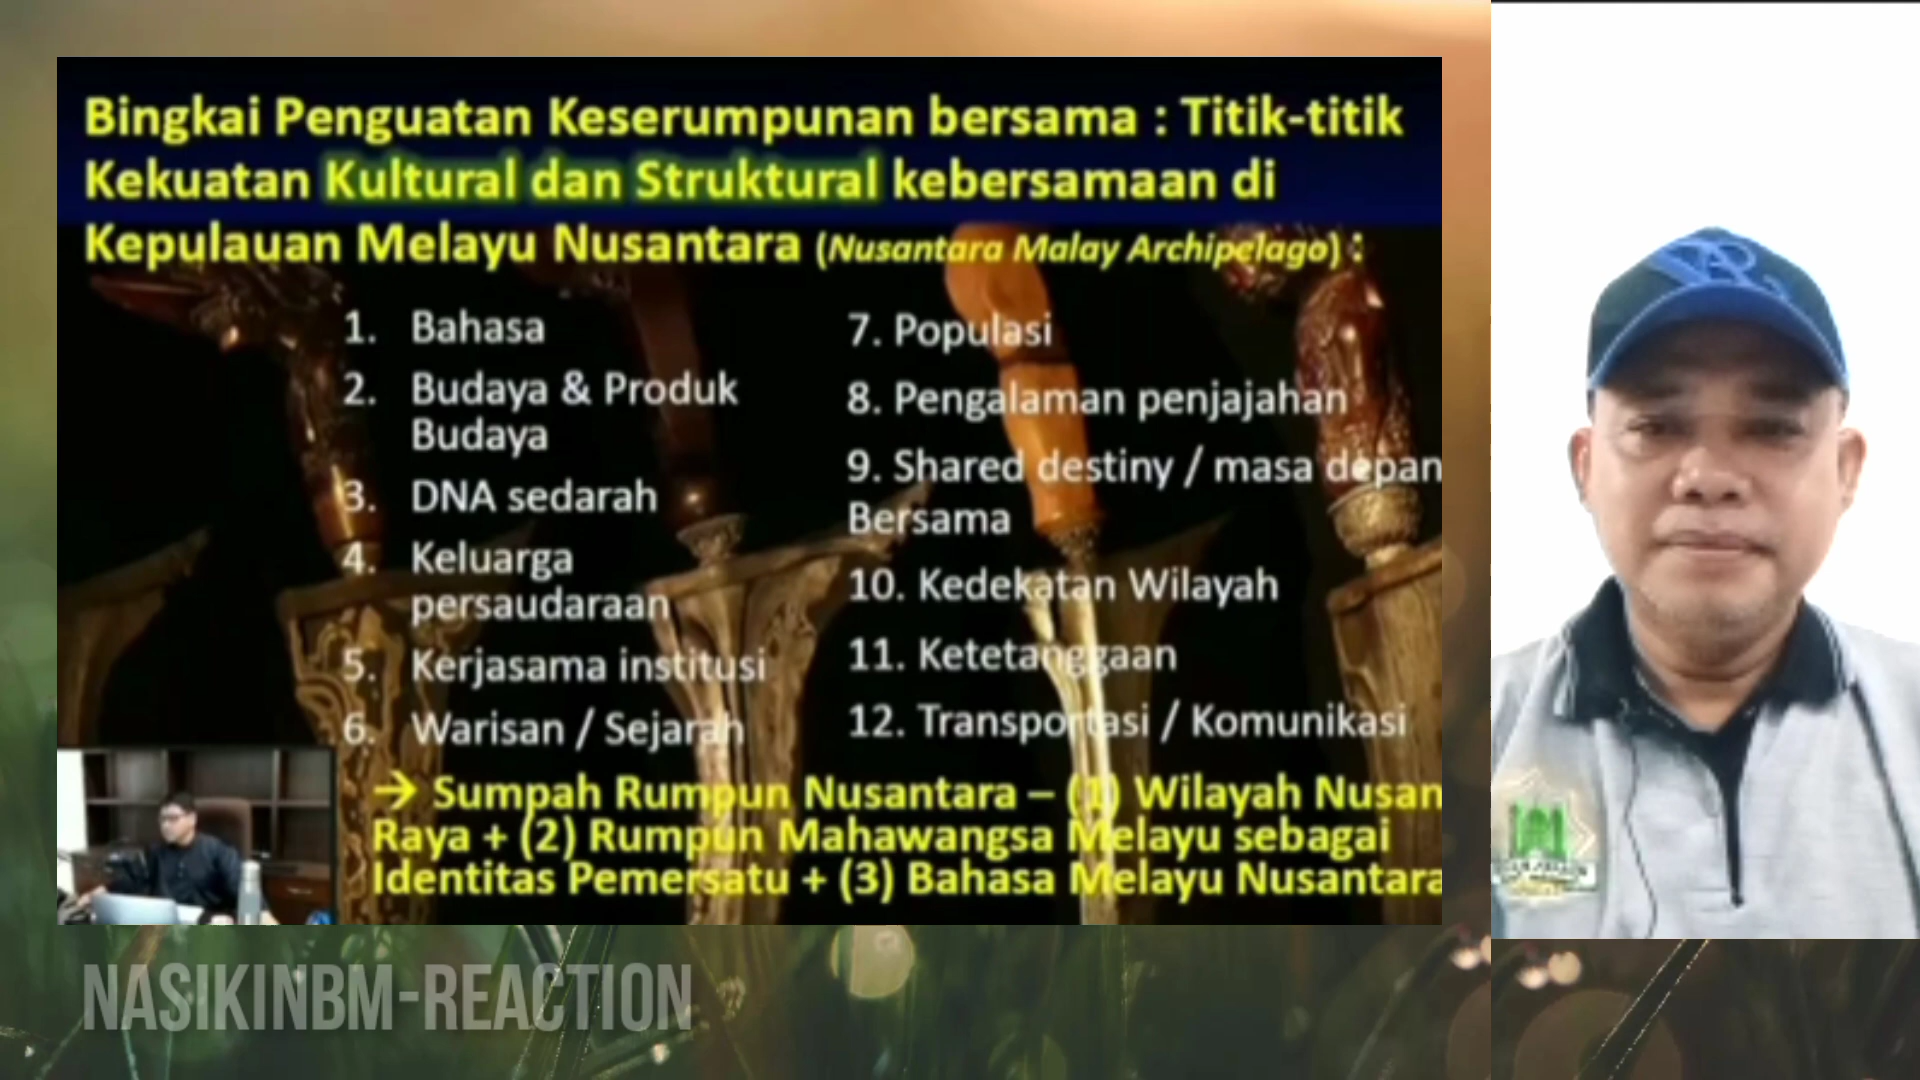 Bingkai Penguatan Keserumpunan bersama : Titik-titik
Kekuatan Kultural dan Struktural kebersamaan di
Kepulauan Melayu Nusantara (Nusantara Malay Archipelago) :
1. Bahasa
2. Budaya & Produk
Budaya
3. DNA sedarah
4. Keluarga
persaudaraan
5. Kerjasama institusi
6. Warisan / Sejarah
7. Populasi
8. Pengalaman penjajahan
9. Shared destiny / masa depan
Bersama
10. Kedekatan Wilayah
11. Ketetanggaan
12. Transportasi / Komunikasi
→ Sumpah Rumpun Nusantara – (1) Wilayah Nusan
Raya + (2) Rumpun Mahawangsa Melayu sebagai
Identitas Pemersatu + (3) Bahasa Melayu Nusantara
NASIKINBM-REACTION